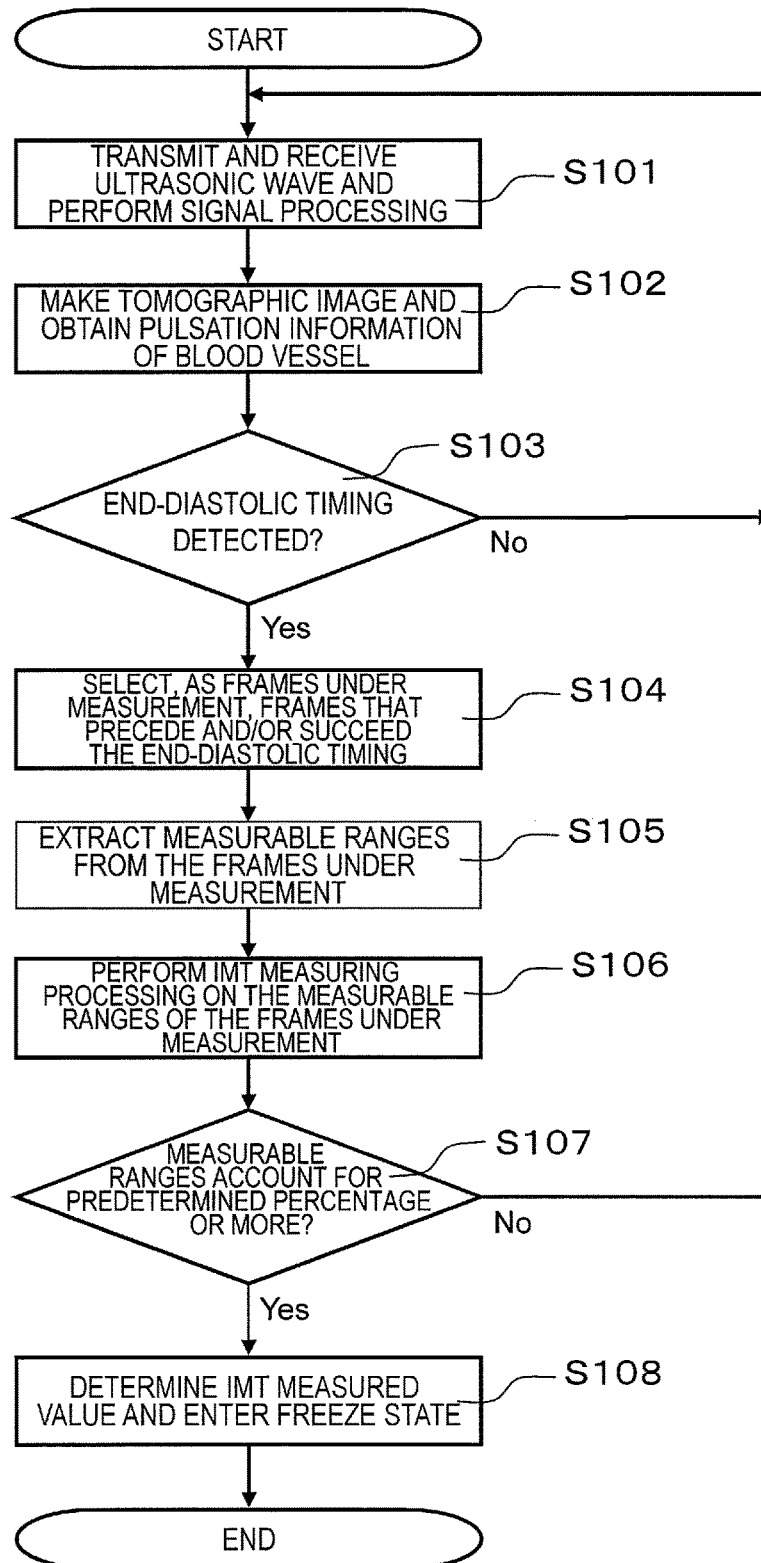 START
TRANSMIT AND RECEIVE
ULTRASONIC WAVE AND
PERFORM SIGNAL PROCESSING
S101
MAKE TOMOGRAPHIC IMAGE AND
OBTAIN PULSATION INFORMATION
OF BLOOD VESSEL
S102
END-DIASTOLIC TIMING
DETECTED?
S103
No
Yes
SELECT, AS FRAMES UNDER
MEASUREMENT, FRAMES THAT
PRECEDE AND/OR SUCCEED
THE END-DIASTOLIC TIMING
S104
EXTRACT MEASURABLE RANGES
FROM THE FRAMES UNDER
MEASUREMENT
S105
PERFORM IMT MEASURING
PROCESSING ON THE MEASURABLE
RANGES OF THE FRAMES UNDER
MEASUREMENT
S106
MEASURABLE
RANGES ACCOUNT FOR
PREDETERMINED PERCENTAGE
OR MORE?
S107
No
Yes
DETERMINE IMT MEASURED
VALUE AND ENTER FREEZE STATE
S108
END